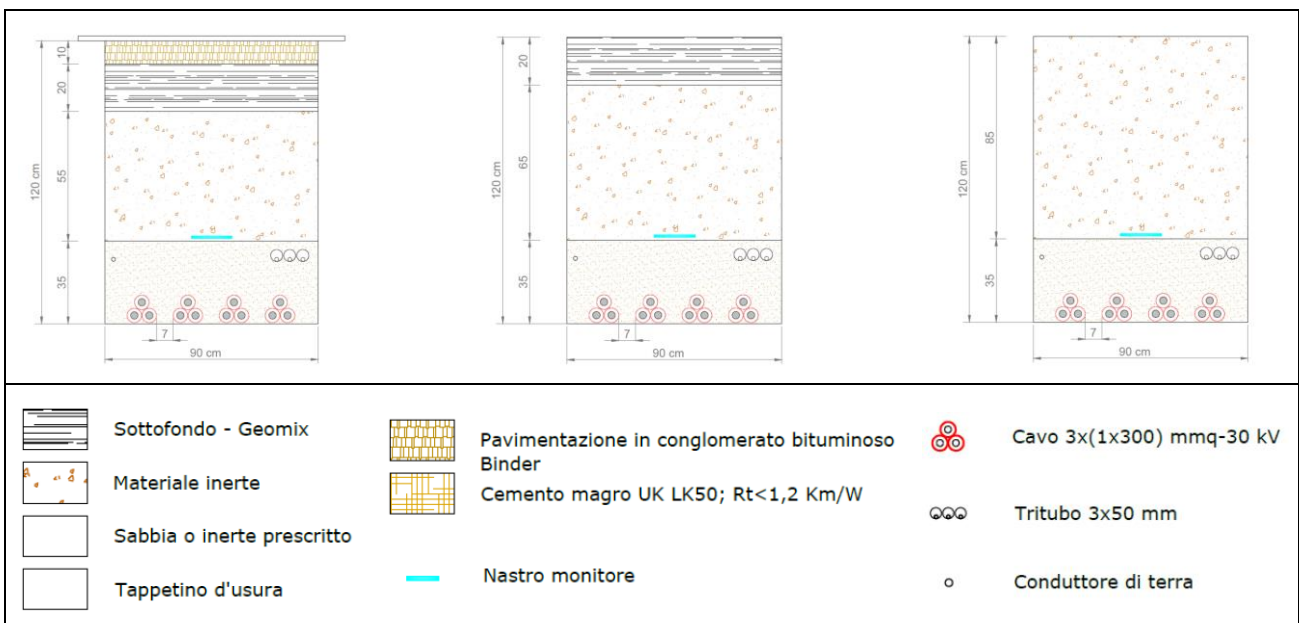 10
20
55
35
120 cm
7
90 cm
20
65
35
120 cm
7
90 cm
85
35
120 cm
7
90 cm
Sottofondo - Geomix
Materiale inerte
Sabbia o inerte prescritto
Tappetino d'usura
Pavimentazione in conglomerato bituminoso
Binder
Cemento magro UK LK50; Rt<1,2 Km/W
Nastro monitore
Cavo 3x(1x300) mmq-30 kV
Tritubo 3x50 mm
Conduttore di terra